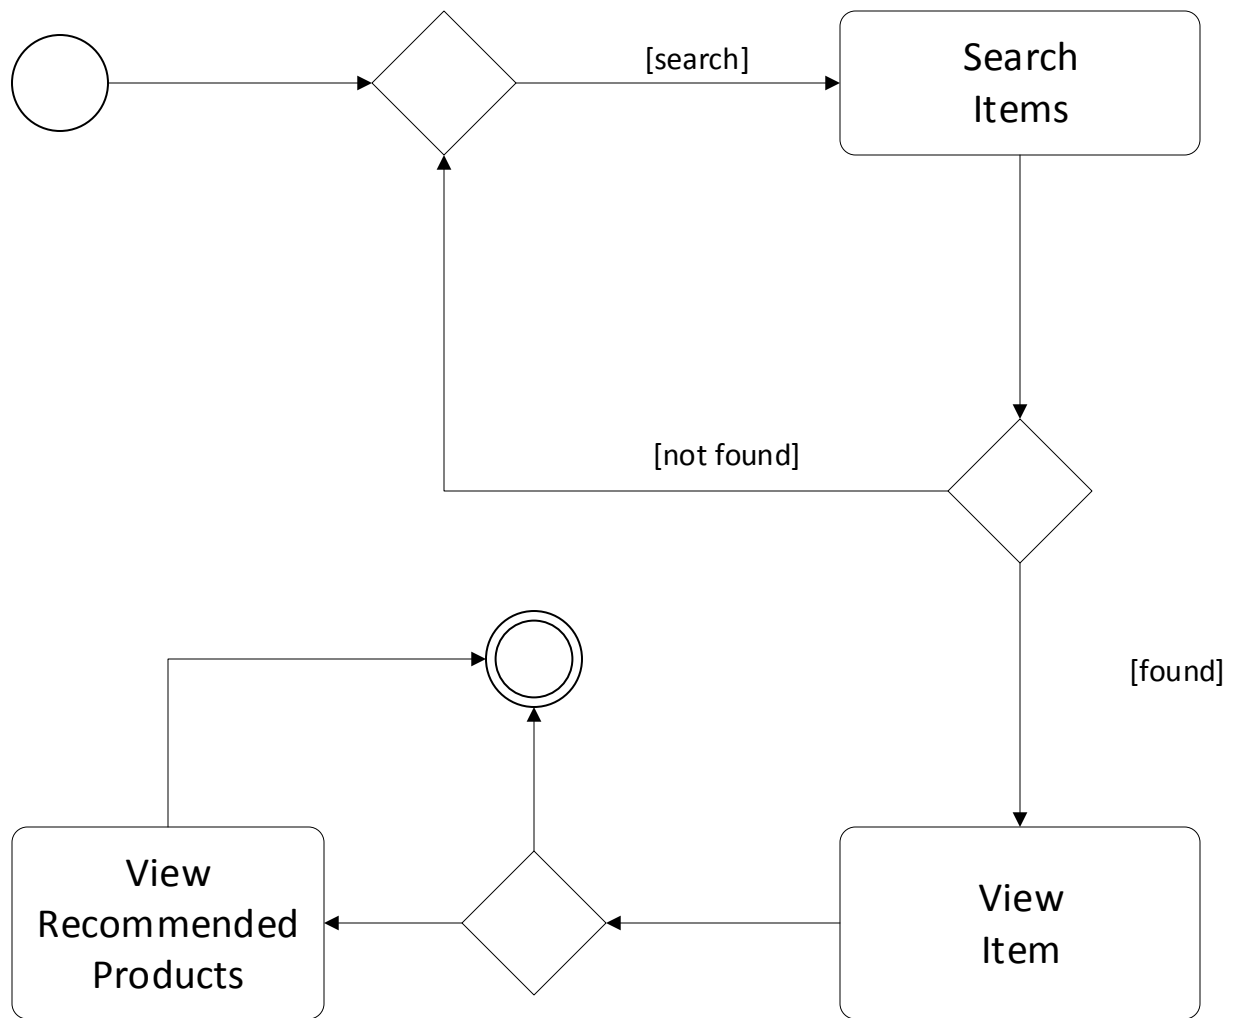 [search]
Search
Items
[not found]
[found]
View
Recommended
Products
View
Item